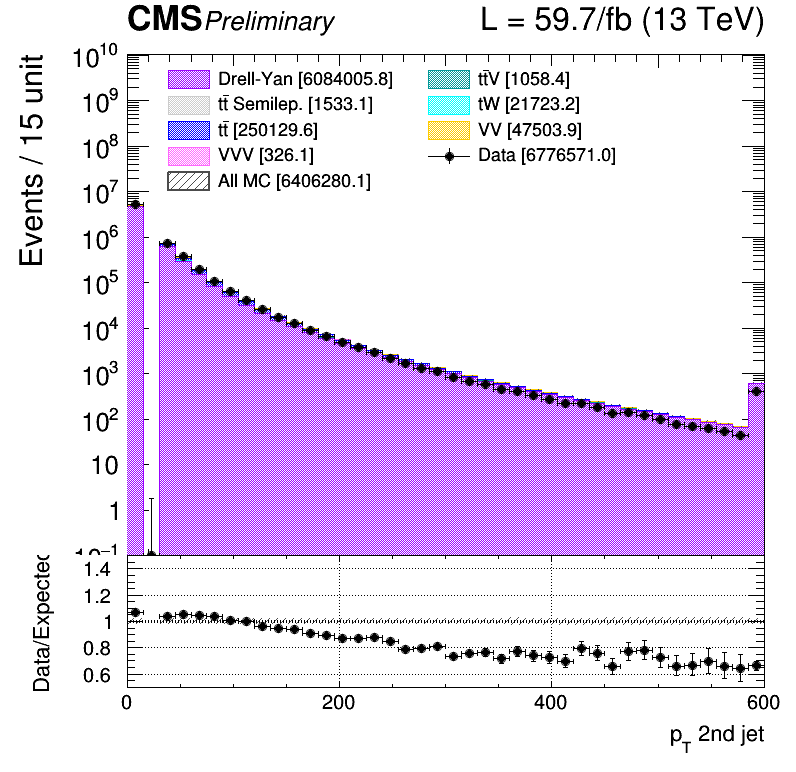 CMS Preliminary L = 59.7/fb (13 TeV)
Events / 15 unit
10^10
10^9
10^8
10^7
10^6
10^5
10^4
10^3
10^2
10
1
10^-1
Drell-Yan [6084005.8]
tt̄ Semilep. [1533.1]
tt̄ [250129.6]
VVV [326.1]
All MC [6406280.1]
tt̄V [1058.4]
tW [21723.2]
VV [47503.9]
Data [6776571.0]
Data/Expected
1.4
1.2
1
0.8
0.6
0 200 400 600
p_T 2nd jet